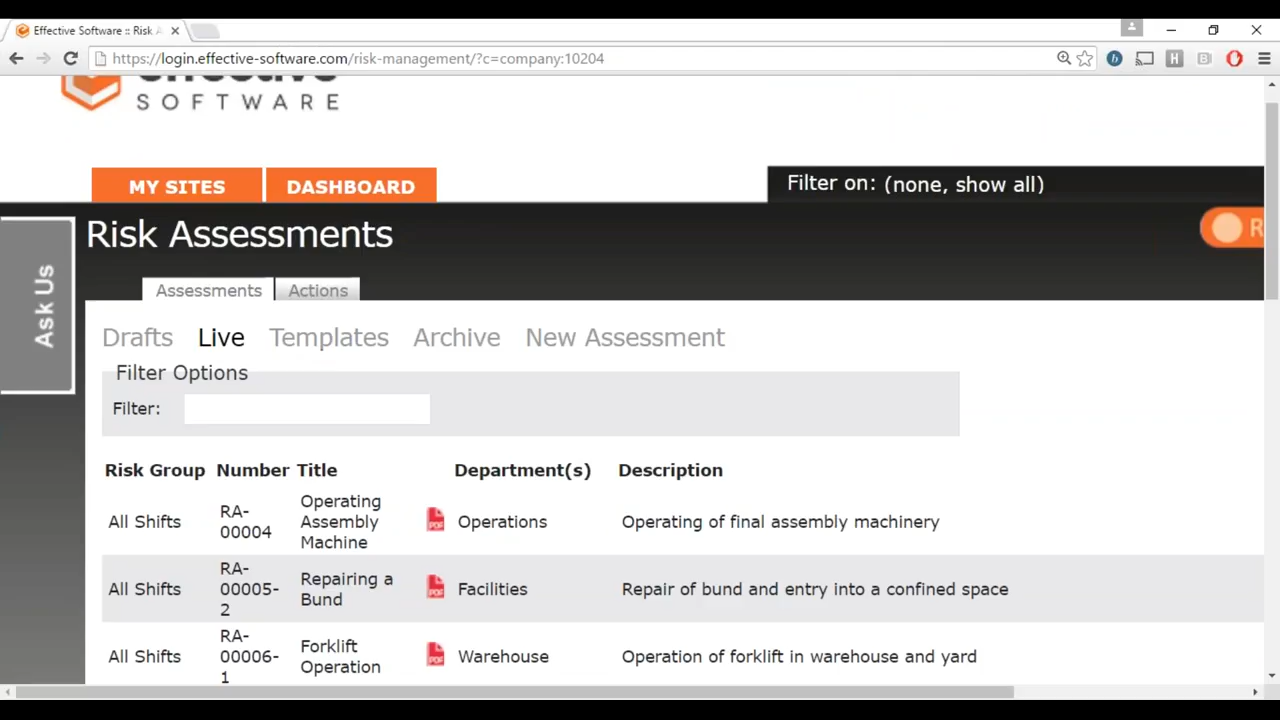 Effective Software :: Risk A
https://login.effective-software.com/risk-management/?c=company:10204
SOFTWARE
MY SITES
DASHBOARD
Filter on: (none, show all)
Ask Us
Risk Assessments
R
Assessments
Actions
Drafts Live Templates Archive New Assessment
Filter Options
Filter:
Risk Group Number Title Department(s) Description
All Shifts
RA-
00004
Operating
Assembly
Machine
PDF
Operations
Operating of final assembly machinery
All Shifts
RA-
00005-
2
Repairing a
Bund
PDF
Facilities
Repair of bund and entry into a confined space
All Shifts
RA-
00006-
1
Forklift
Operation
PDF
Warehouse
Operation of forklift in warehouse and yard